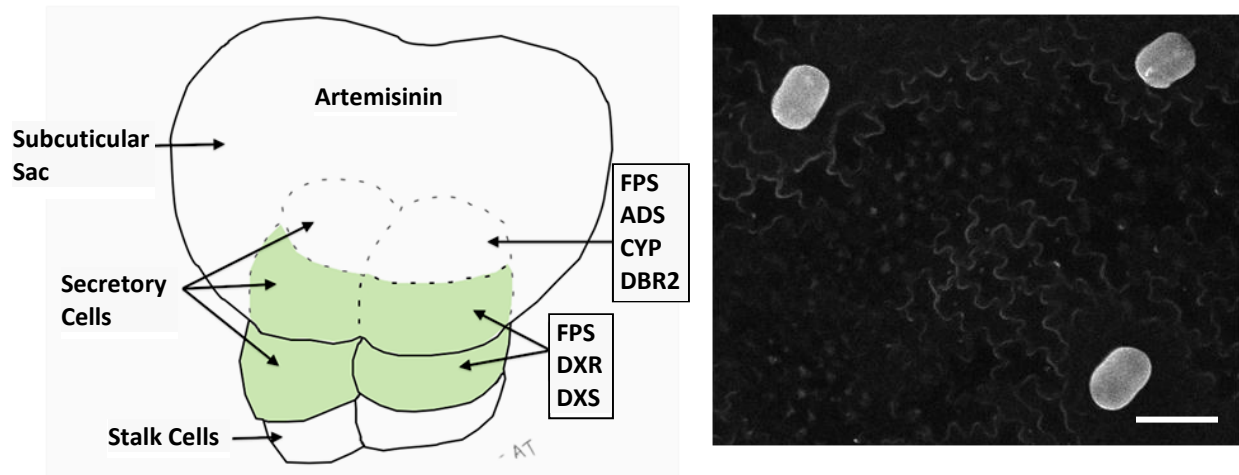 Artemisinin
Subcuticular
Sac
FPS
ADS
CYP
DBR2
Secretory
Cells
FPS
DXR
DXS
Stalk Cells
-AT